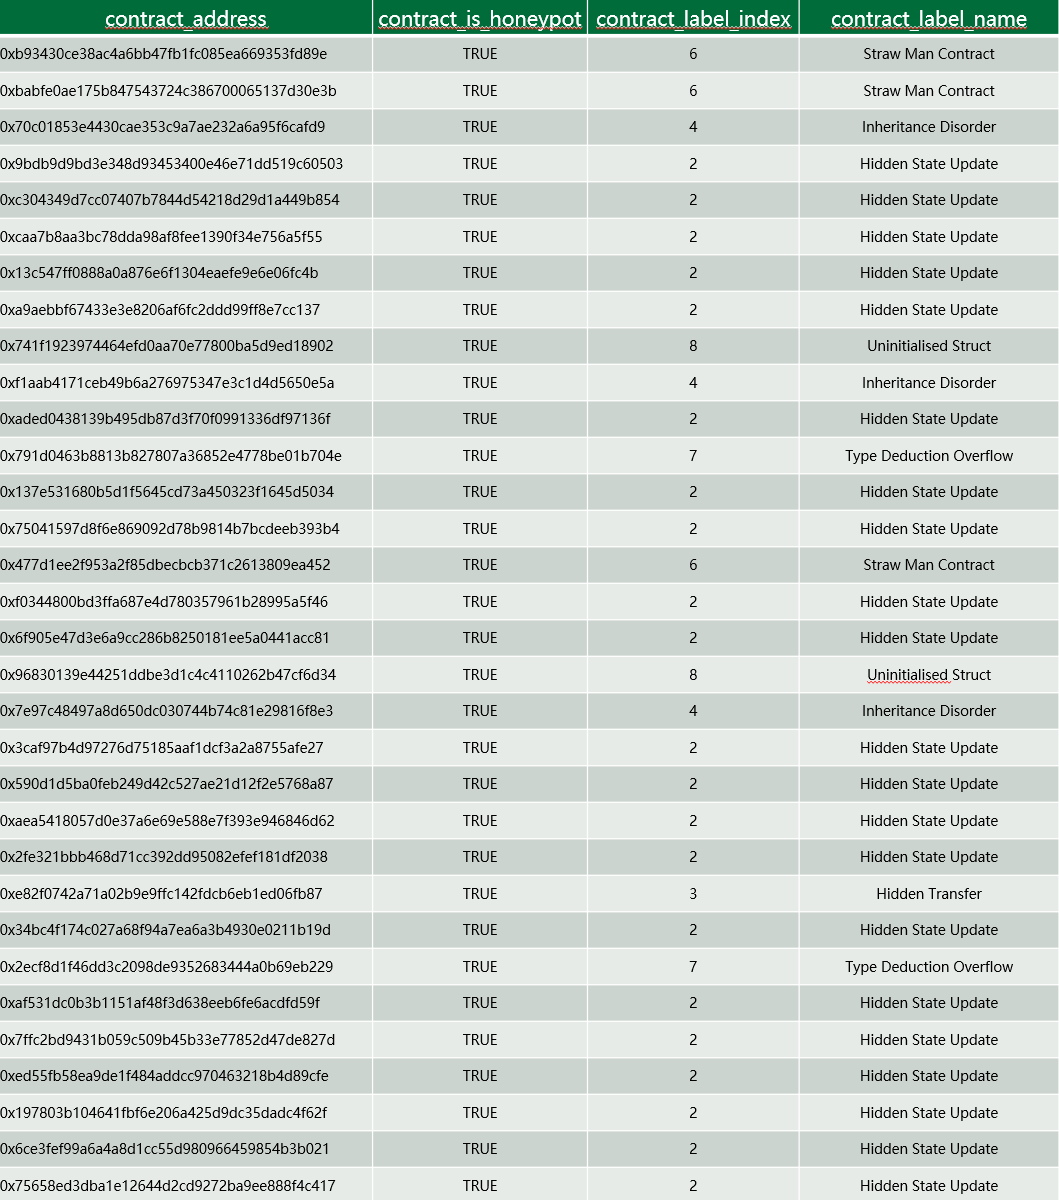 contract_address contract_is_honeypot contract_label_index contract_label_name
0xb93430ce38ac4a6bb47fb1fc085ea669353fd89e TRUE 6 Straw Man Contract
0xbabfe0ae175b847543724c386700065137d30e3b TRUE 6 Straw Man Contract
0x70c01853e4430cae353c9a7ae232a6a95f6cafd9 TRUE 4 Inheritance Disorder
0x9bdb9d9bd3e348d93453400e46e71dd519c60503 TRUE 2 Hidden State Update
0xc304349d7cc07407b7844d54218d29d1a449b854 TRUE 2 Hidden State Update
0xcaa7b8aa3bc78dda98af8fee1390f34e756a5f55 TRUE 2 Hidden State Update
0x13c547ff0888a0a876e6f1304eaefe9e6e06fc4b TRUE 2 Hidden State Update
0xa9aebbf67433e3e8206af6fc2ddd99ff8e7cc137 TRUE 2 Hidden State Update
0x741f1923974464efd0aa70e77800ba5d9ed18902 TRUE 8 Uninitialised Struct
0xf1aab4171ceb49b6a276975347e3c1d4d5650e5a TRUE 4 Inheritance Disorder
0xaded0438139b495db87d3f70f0991336df97136f TRUE 2 Hidden State Update
0x791d0463b8813b827807a36852e4778be01b704e TRUE 7 Type Deduction Overflow
0x137e531680b5d1f5645cd73a450323f1645d5034 TRUE 2 Hidden State Update
0x75041597d8f6e869092d78b9814b7bcdeeb393b4 TRUE 2 Hidden State Update
0x477d1ee2f953a2f85dbecbcb371c2613809ea452 TRUE 6 Straw Man Contract
0xf0344800bd3ffa687e4d780357961b28995a5f46 TRUE 2 Hidden State Update
0x6f905e47d3e6a9cc286b8250181ee5a0441acc81 TRUE 2 Hidden State Update
0x96830139e44251ddbe3d1c4c4110262b47cf6d34 TRUE 8 Uninitialised Struct
0x7e97c48497a8d650dc030744b74c81e29816f8e3 TRUE 4 Inheritance Disorder
0x3caf97b4d97276d75185aaf1dcf3a2a8755afe27 TRUE 2 Hidden State Update
0x590d1d5ba0feb249d42c527ae21d12f2e5768a87 TRUE 2 Hidden State Update
0xaea5418057d0e37a6e69e588e7f393e946846d62 TRUE 2 Hidden State Update
0x2fe321bbb468d71cc392dd95082efef181df2038 TRUE 2 Hidden State Update
0xe82f0742a71a02b9e9ffc142fdcb6eb1ed06fb87 TRUE 3 Hidden Transfer
0x34bc4f174c027a68f94a7ea6a3b4930e0211b19d TRUE 2 Hidden State Update
0x2ecf8d1f46dd3c2098de9352683444a0b69eb229 TRUE 7 Type Deduction Overflow
0xaf531dc0b3b1151af48f3d638eeb6fe6acdfd59f TRUE 2 Hidden State Update
0x7ffc2bd9431b059c509b45b33e77852d47de827d TRUE 2 Hidden State Update
0xed55fb58ea9de1f484addcc970463218b4d89cfe TRUE 2 Hidden State Update
0x197803b104641fbf6e206a425d9dc35dadc4f62f TRUE 2 Hidden State Update
0x6ce3fef99a6a4a8d1cc55d980966459854b3b021 TRUE 2 Hidden State Update
0x75658ed3dba1e12644d2cd9272ba9ee888f4c417 TRUE 2 Hidden State Update